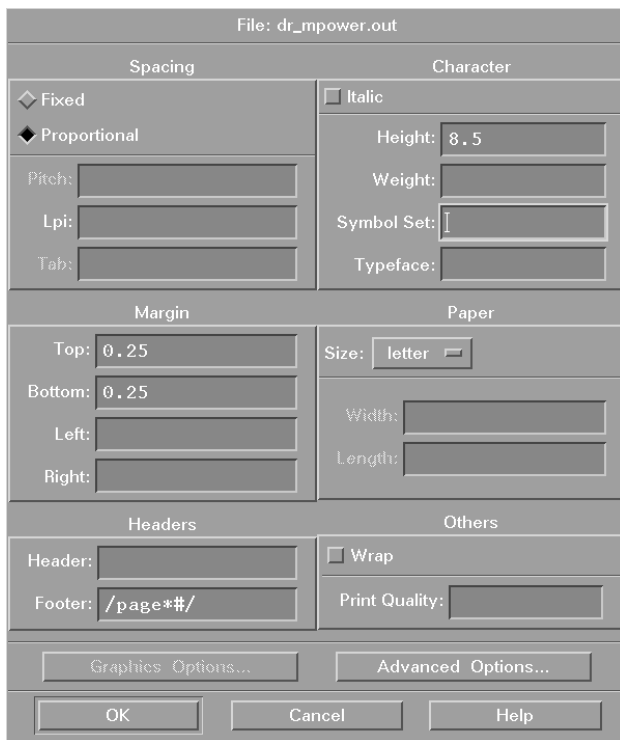 File: dr_mpower.out
Spacing
Fixed
Proportional
Pitch:
Lpi:
Tab:
Character
Italic
Height: 8.5
Weight:
Symbol Set:
Typeface:
Margin
Top: 0.25
Bottom: 0.25
Left:
Right:
Paper
Size: letter
Width:
Length:
Headers
Header:
Footer: /page*#/
Others
Wrap
Print Quality:
Graphics Options...
Advanced Options...
OK
Cancel
Help